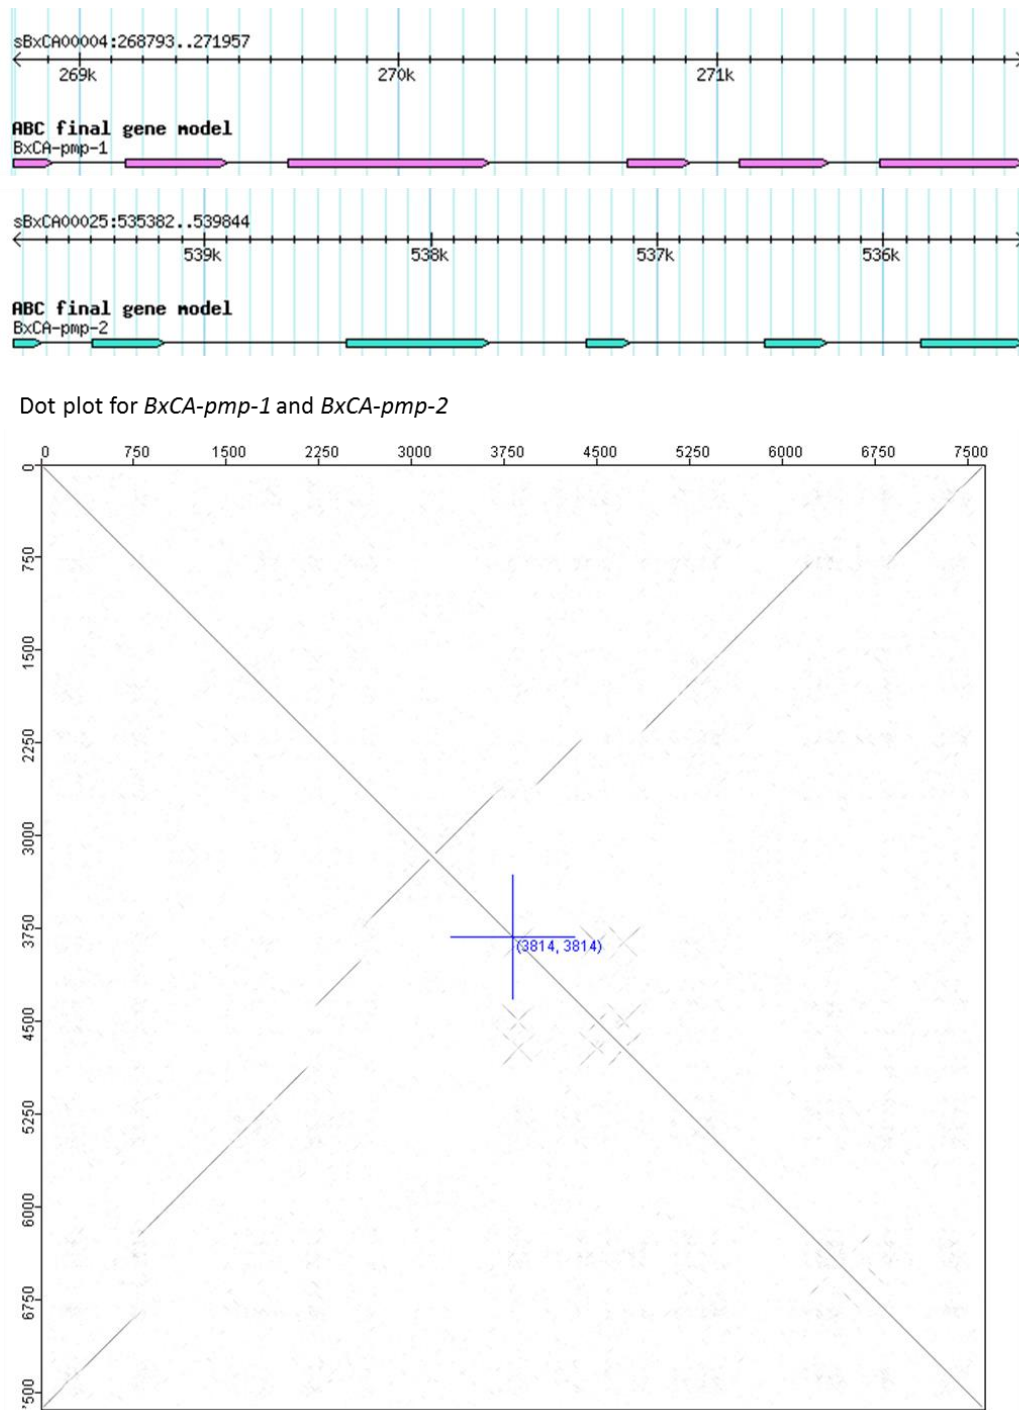 sBxCA00004:268793..271957
269k 270k 271k
ABC final gene model
BxCA-pmp-1
sBxCA00025:535382..539844
539k 538k 537k 536k
ABC final gene model
BxCA-pmp-2
Dot plot for BxCA-pmp-1 and BxCA-pmp-2
0 750 1500 2250 3000 3750 4500 5250 6000 6750 7500
0
750
1500
2250
3000
3750
(3814, 3814)
4500
5250
6000
6750
'500